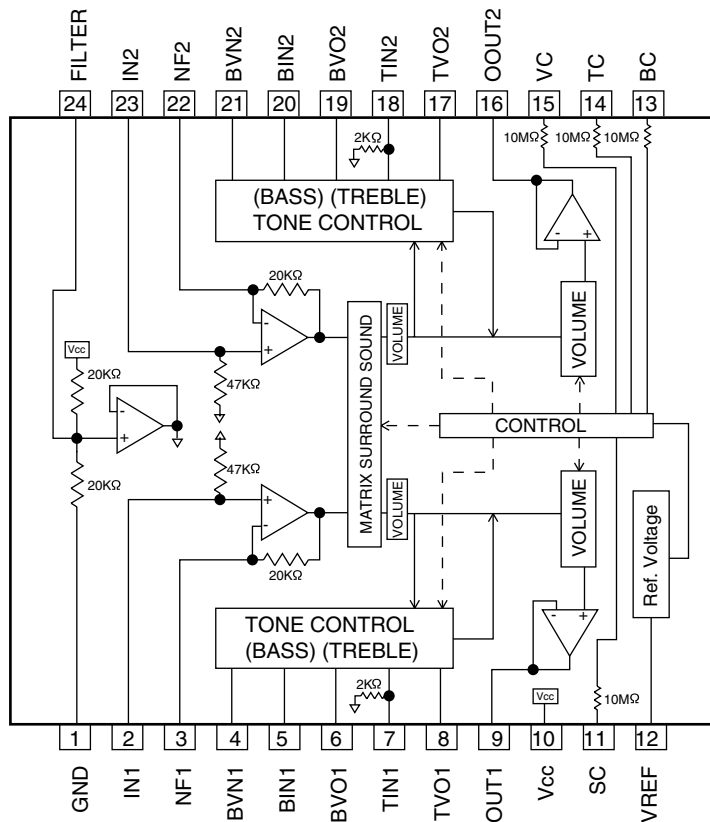 FILTER
IN2
NF2
BVN2
BIN2
BVO2
TIN2
TVO2
OOUT2
VC
TC
BC
24
23
22
21
20
19
18
17
16
15
14
13
2KΩ
10MΩ
10MΩ
10MΩ
(BASS) (TREBLE)
TONE CONTROL
20KΩ
-
+
- +
VOLUME
VOLUME
MATRIX SURROUND SOUND
Vcc
20KΩ
47KΩ
-
+
CONTROL
20KΩ
47KΩ
+
-
VOLUME
VOLUME
Ref. Voltage
20KΩ
TONE CONTROL
(BASS) (TREBLE)
- +
2KΩ
Vcc
10MΩ
1
2
3
4
5
6
7
8
9
10
11
12
GND
IN1
NF1
BVN1
BIN1
BVO1
TIN1
TVO1
OUT1
Vcc
SC
VREF